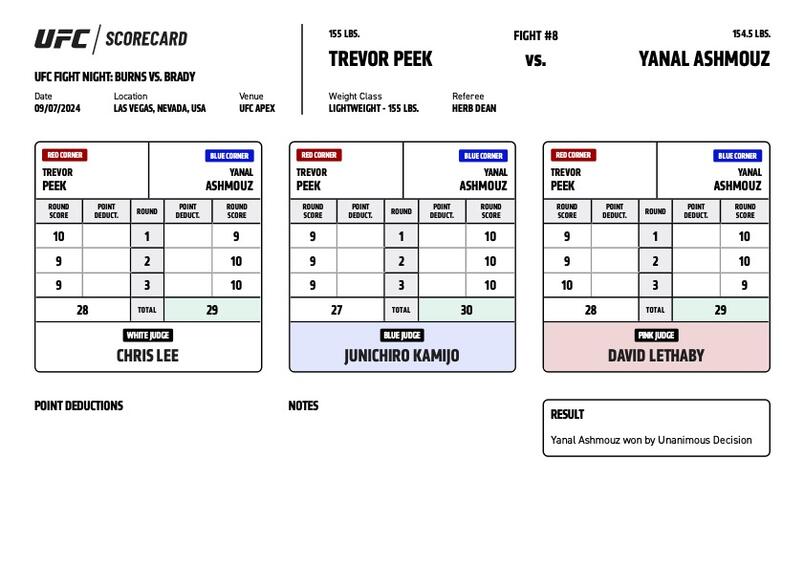 UFC / SCORECARD
UFC FIGHT NIGHT: BURNS VS. BRADY
Date Location Venue
09/07/2024 LAS VEGAS, NEVADA, USA UFC APEX
155 LBS. FIGHT #8 154.5 LBS.
TREVOR PEEK vs. YANAL ASHMOUZ
Weight Class Referee
LIGHTWEIGHT - 155 LBS. HERB DEAN
RED CORNER BLUE CORNER
TREVOR YANAL
PEEK ASHMOUZ
ROUND SCORE POINT DEDUCT. ROUND POINT DEDUCT. ROUND SCORE
10 1 9
9 2 10
9 3 10
28 TOTAL 29
WHITE JUDGE
CHRIS LEE
RED CORNER BLUE CORNER
TREVOR YANAL
PEEK ASHMOUZ
ROUND SCORE POINT DEDUCT. ROUND POINT DEDUCT. ROUND SCORE
9 1 10
9 2 10
9 3 10
27 TOTAL 30
BLUE JUDGE
JUNICHIRO KAMIJO
RED CORNER BLUE CORNER
TREVOR YANAL
PEEK ASHMOUZ
ROUND SCORE POINT DEDUCT. ROUND POINT DEDUCT. ROUND SCORE
9 1 10
9 2 10
10 3 9
28 TOTAL 29
PINK JUDGE
DAVID LETHABY
POINT DEDUCTIONS
NOTES
RESULT
Yanal Ashmouz won by Unanimous Decision